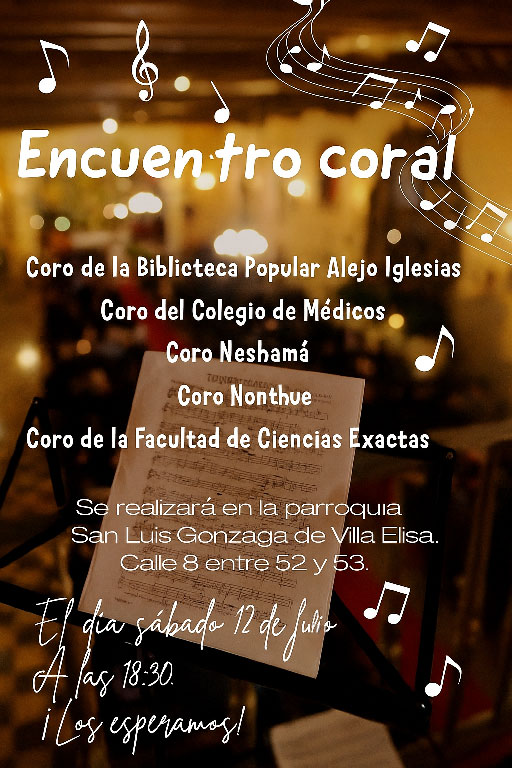 Encuentro coral
Coro de la Biblicteca Popular Alejo Iglesias
Coro del Colegio de Médicos
Coro Neshamá
Coro Nonthue
Coro de la Facultad de Ciencias Exactas
Se realizará en la parroquia
San Luis Gonzaga de Villa Elisa.
Calle 8 entre 52 y 53.
El dia sábado 12 de Julio
A las 18:30.
¡Los esperamos!